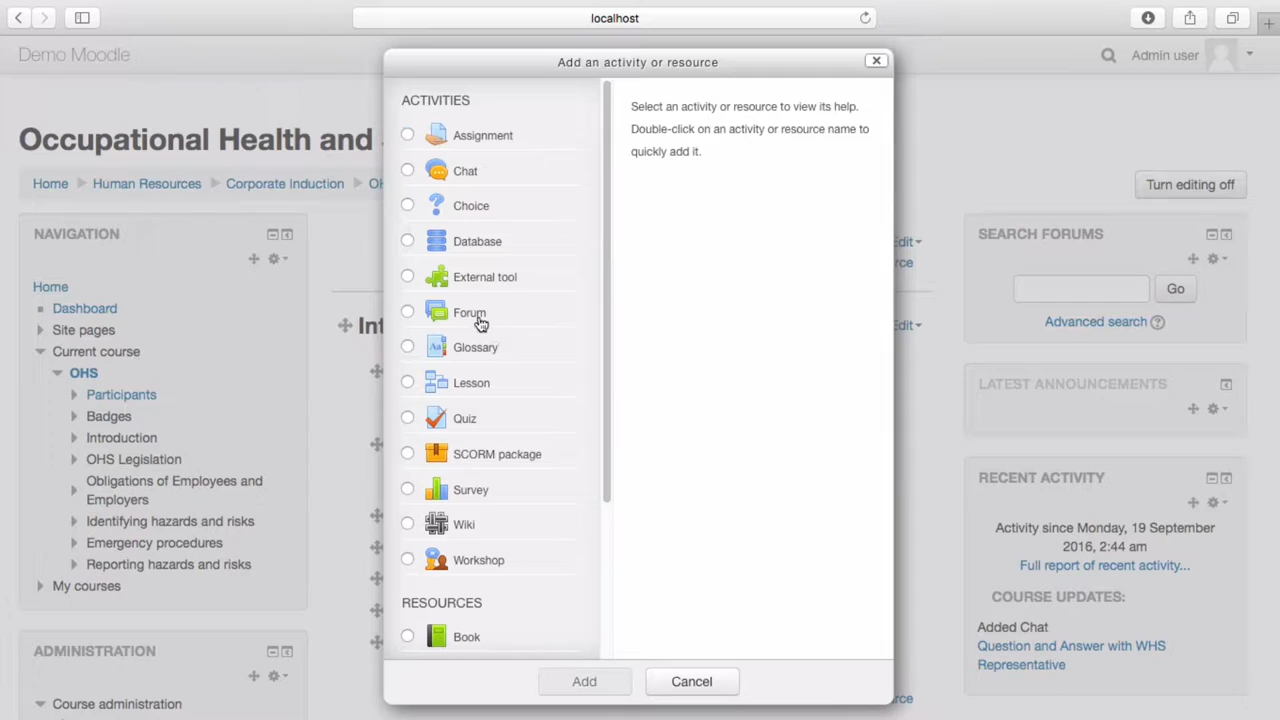 localhost
Demo Moodle
Admin user
Add an activity or resource
Occupational Health and
Home
Human Resources
Corporate Induction
Turn editing off
ACTIVITIES
Assignment
Chat
Choice
Database
External tool
Forum
Glossary
Lesson
Quiz
SCORM package
Survey
Wiki
Workshop
RESOURCES
Book
Select an activity or resource to view its help.
Double-click on an activity or resource name to
quickly add it.
Add
Cancel
NAVIGATION
Home
Dashboard
Site pages
Current course
OHS
Participants
Badges
Introduction
OHS Legislation
Obligations of Employees and
Employers
Identifying hazards and risks
Emergency procedures
Reporting hazards and risks
My courses
ADMINISTRATION
Course administration
SEARCH FORUMS
Go
Advanced search
LATEST ANNOUNCEMENTS
RECENT ACTIVITY
Activity since Monday, 19 September
2016, 2:44 am
Full report of recent activity...
COURSE UPDATES:
Added Chat
Question and Answer with WHS
Representative